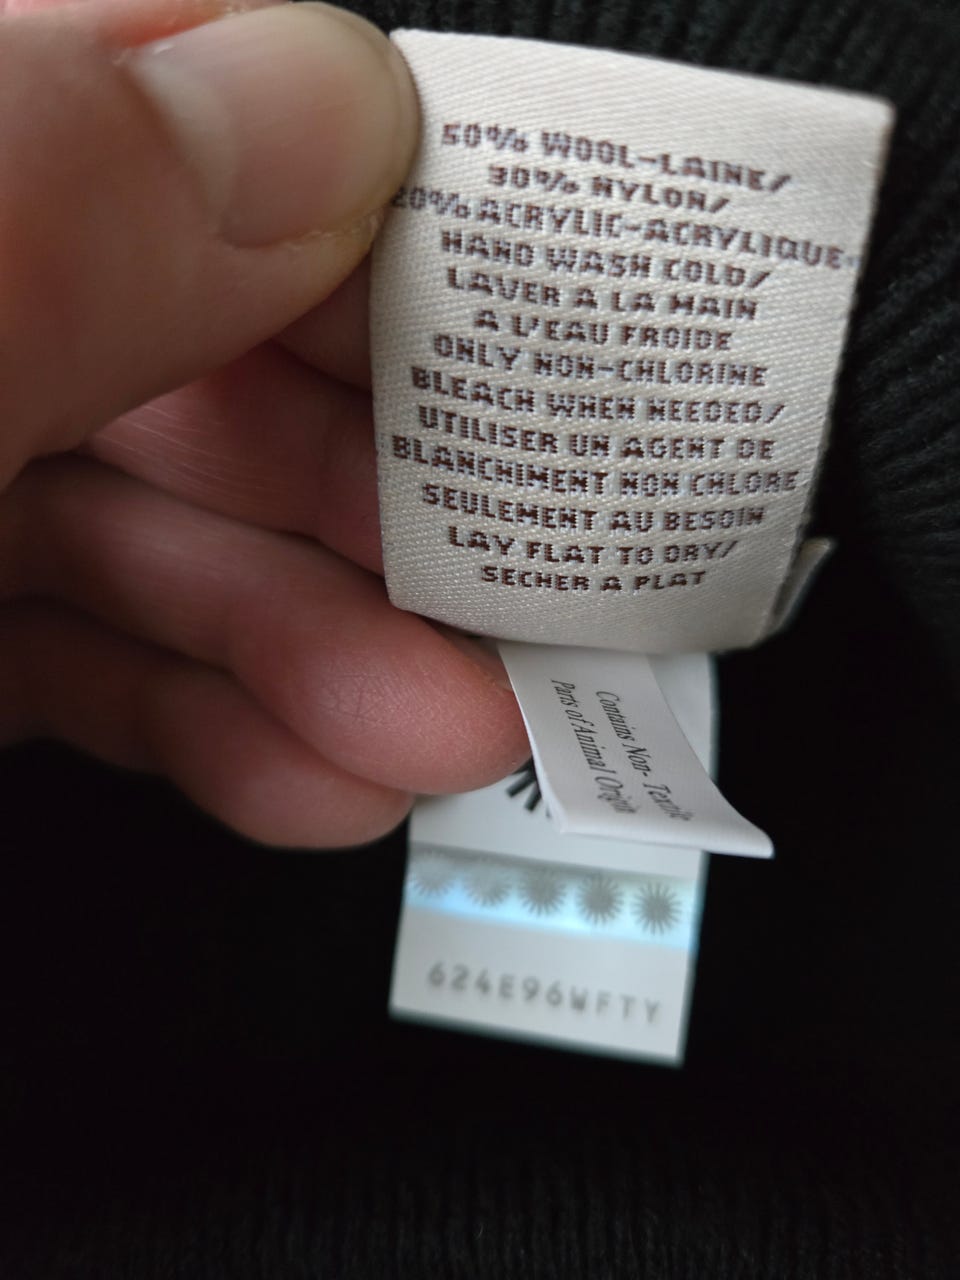 50% WOOL-LAINE/
30% NYLON/
20% ACRYLIC-ACRYLIQUE.
HAND WASH COLD/
LAVER A LA MAIN
A L'EAU FROIDE
ONLY NON-CHLORINE
BLEACH WHEN NEEDED/
UTILISER UN AGENT DE
BLANCHIMENT NON CHLORE
SEULEMENT AU BESOIN
LAY FLAT TO DRY/
SECHER A PLAT
Contains Non- Textile
Parts of Animal Origin
624E96WFTY